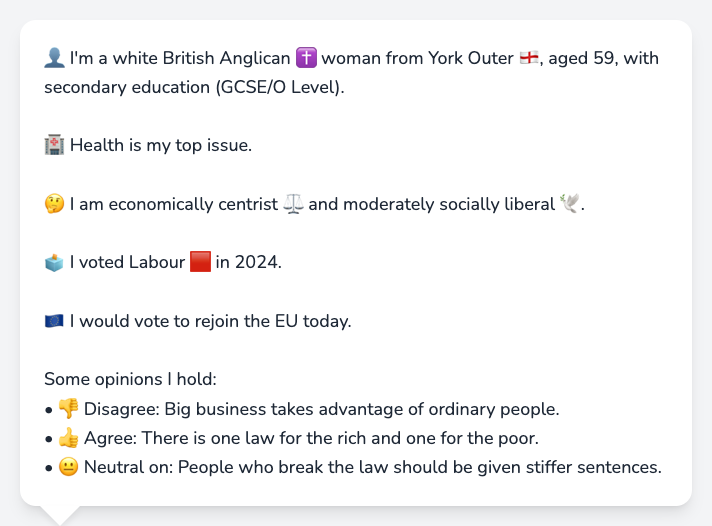 👤 I'm a white British Anglican ✝️ woman from York Outer 🏴󠁧󠁢󠁥󠁮󠁧󠁿, aged 59, with
secondary education (GCSE/O Level).
🏥 Health is my top issue.
🤔 I am economically centrist ⚖️ and moderately socially liberal 🕊️.
🗳️ I voted Labour 🟥 in 2024.
🇪🇺 I would vote to rejoin the EU today.
Some opinions I hold:
• 👎 Disagree: Big business takes advantage of ordinary people.
• 👍 Agree: There is one law for the rich and one for the poor.
• 😐 Neutral on: People who break the law should be given stiffer sentences.